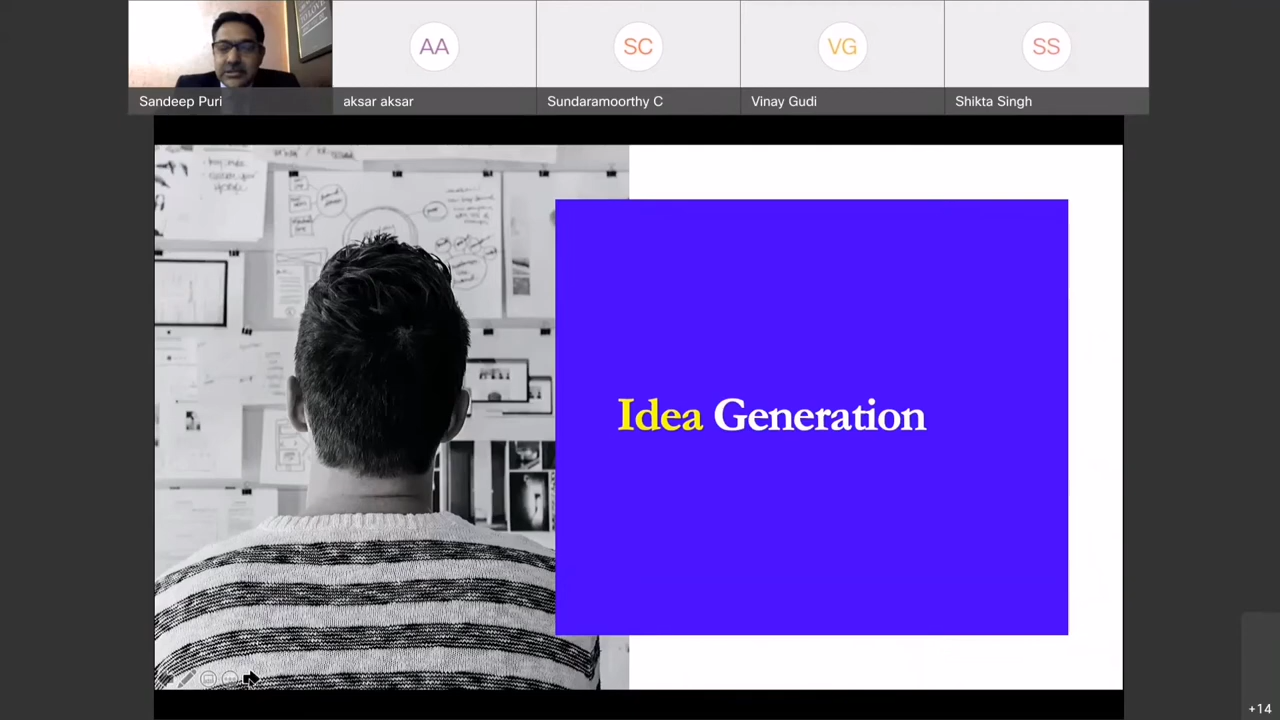 AA
SC
VG
SS
Sandeep Puri
aksar aksar
Sundaramoorthy C
Vinay Gudi
Shikta Singh
Idea Generation
+14